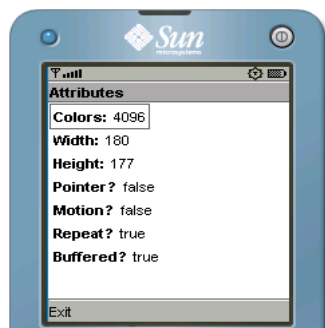 Sun
microsystems
Attributes
Colors: 4096
Width: 180
Height: 177
Pointer? false
Motion? false
Repeat? true
Buffered? true
Exit